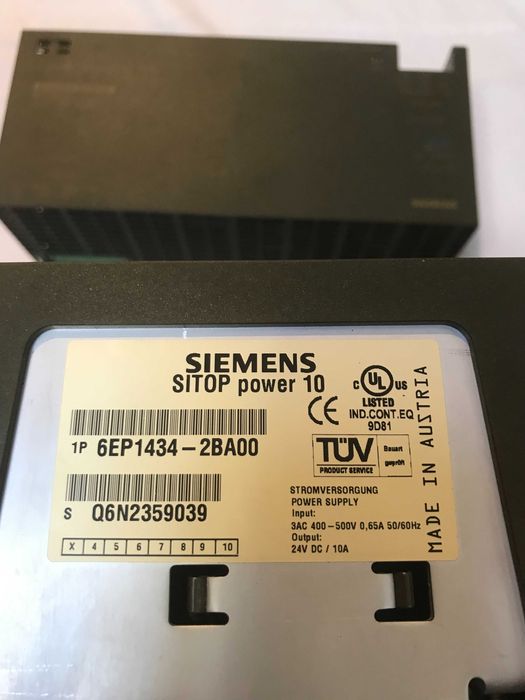 SIEMENS
SITOP power 10
1P 6EP1434-2BA00
S Q6N2359039
X 4 5 6 7 8 9 10
C UL US
LISTED
IND.CONT.EQ
9D81
CE
TÜV
PRODUCT SERVICE
Bauart
geprüft
STROMVERSORGUNG
POWER SUPPLY
Input:
3AC 400-500V 0,65A 50/60Hz
Output:
24V DC / 10A
MADE IN AUSTRIA